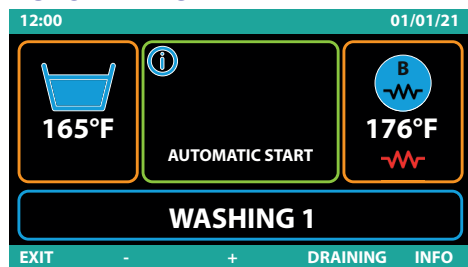 12:00 01/01/21
B
165°F 176°F
AUTOMATIC START
WASHING 1
EXIT - + DRAINING INFO